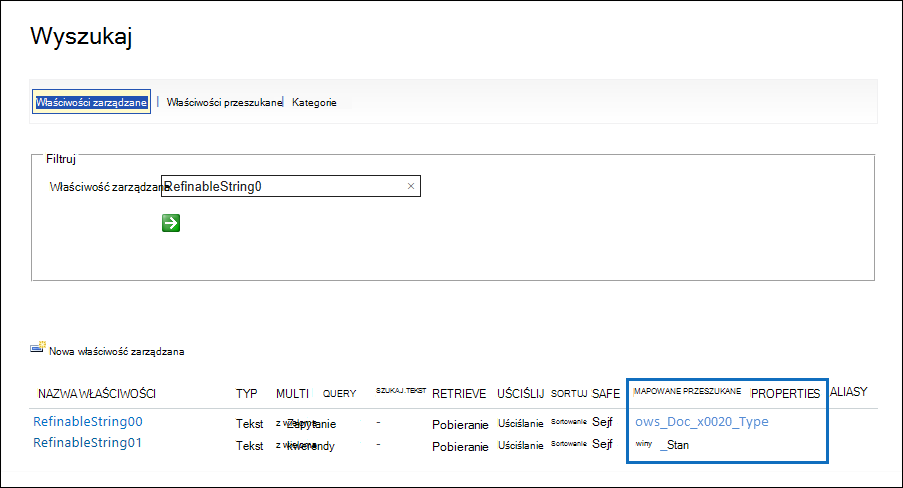 Wyszukaj
Właściwości zarządzane | Właściwości przeszukane| Kategorie
Filtruj
Właściwość zarządzana RefinableString0 ×
Nowa właściwość zarządzana
NAZWA WŁAŚCIWOŚCI TYP MULTI QUERY SZUKAJ.TEKST RETRIEVE UŚCIŚLIJ SORTUJ SAFE MAPOWANE PRZESZUKANE PROPERTIES ALIASY
RefinableString00 Tekst z wieloma Zapytanie - Pobieranie Uściślanie Sortowanie Sejf ows_Doc_x0020_Type
RefinableString01 Tekst z wieloma kwerendy - Pobieranie Uściślanie Sortowanie Sejf winy _Stan